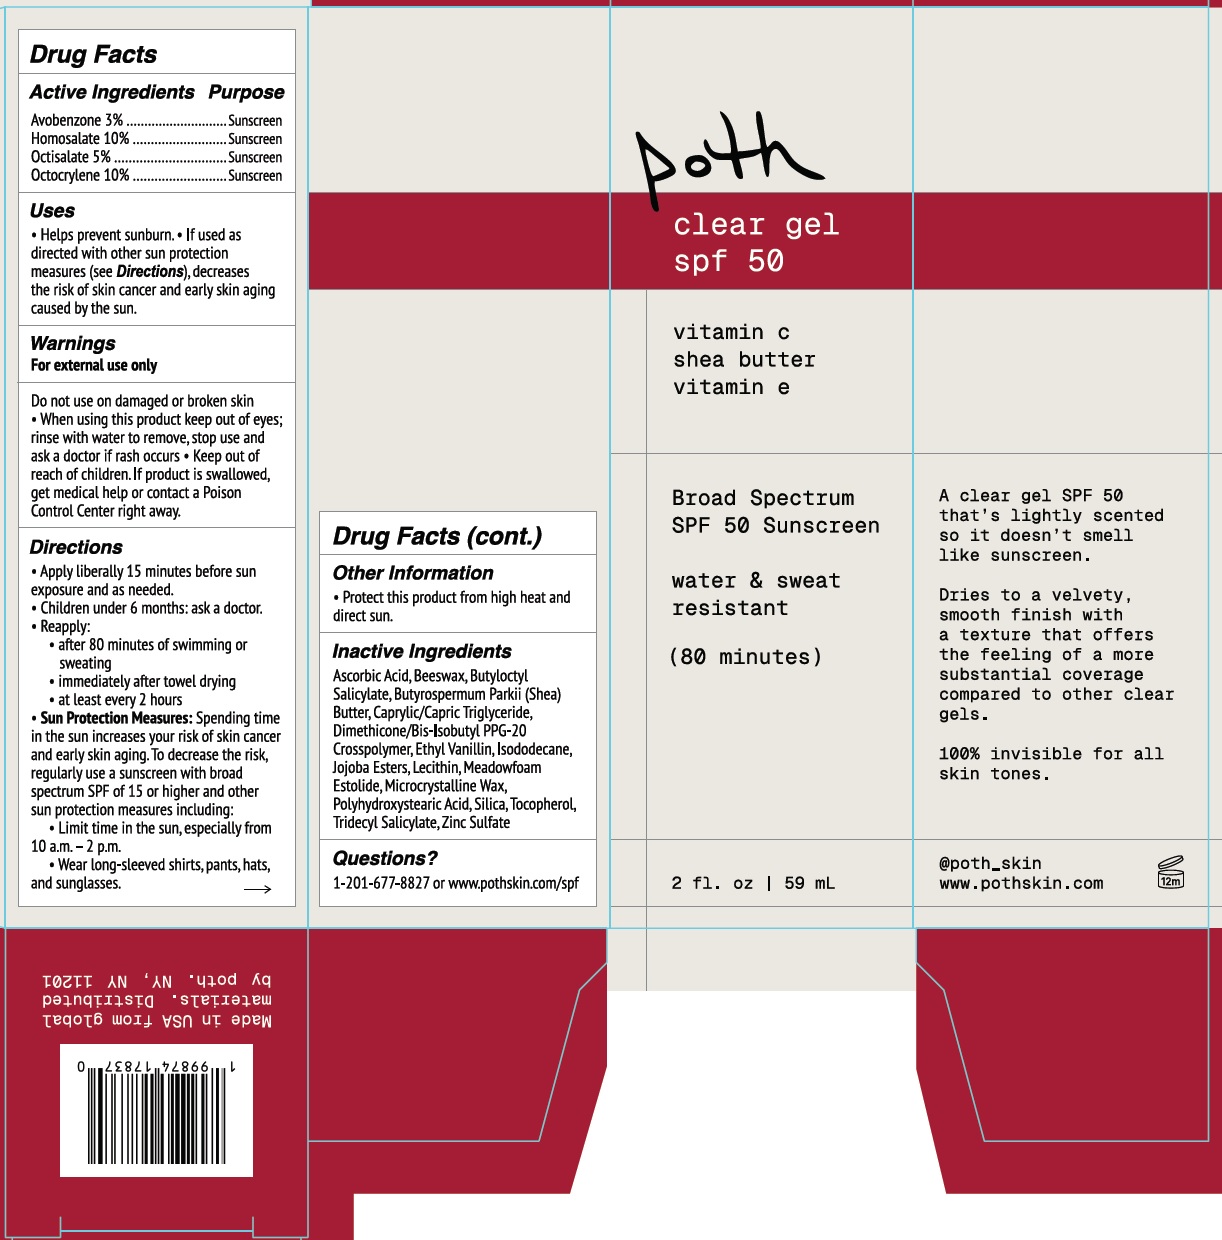 Drug Facts
Active Ingredients Purpose
Avobenzone 3% ............................ Sunscreen
Homosalate 10% .......................... Sunscreen
Octisalate 5% ............................... Sunscreen
Octocrylene 10% .......................... Sunscreen
Uses
• Helps prevent sunburn. • If used as
directed with other sun protection
measures (see Directions), decreases
the risk of skin cancer and early skin aging
caused by the sun.
Warnings
For external use only
Do not use on damaged or broken skin
• When using this product keep out of eyes;
rinse with water to remove, stop use and
ask a doctor if rash occurs • Keep out of
reach of children. If product is swallowed,
get medical help or contact a Poison
Control Center right away.
Directions
• Apply liberally 15 minutes before sun
exposure and as needed.
• Children under 6 months: ask a doctor.
• Reapply:
• after 80 minutes of swimming or
sweating
• immediately after towel drying
• at least every 2 hours
• Sun Protection Measures: Spending time
in the sun increases your risk of skin cancer
and early skin aging. To decrease the risk,
regularly use a sunscreen with broad
spectrum SPF of 15 or higher and other
sun protection measures including:
• Limit time in the sun, especially from
10 a.m. – 2 p.m.
• Wear long-sleeved shirts, pants, hats,
and sunglasses.
Drug Facts (cont.)
Other Information
• Protect this product from high heat and
direct sun.
Inactive Ingredients
Ascorbic Acid, Beeswax, Butyloctyl
Salicylate, Butyrospermum Parkii (Shea)
Butter, Caprylic/Capric Triglyceride,
Dimethicone/Bis-Isobutyl PPG-20
Crosspolymer, Ethyl Vanillin, Isododecane,
Jojoba Esters, Lecithin, Meadowfoam
Estolide, Microcrystalline Wax,
Polyhydroxystearic Acid, Silica, Tocopherol,
Tridecyl Salicylate, Zinc Sulfate
Questions?
1-201-677-8827 or www.pothskin.com/spf
poth
clear gel
spf 50
vitamin c
shea butter
vitamin e
Broad Spectrum
SPF 50 Sunscreen
water & sweat
resistant
(80 minutes)
2 fl. oz | 59 mL
A clear gel SPF 50
that's lightly scented
so it doesn't smell
like sunscreen.
Dries to a velvety,
smooth finish with
a texture that offers
the feeling of a more
substantial coverage
compared to other clear
gels.
100% invisible for all
skin tones.
@poth_skin
www.pothskin.com
12m
Made in USA from global
materials. Distributed
by poth. NY, NY 11201
1 99874 17837 0